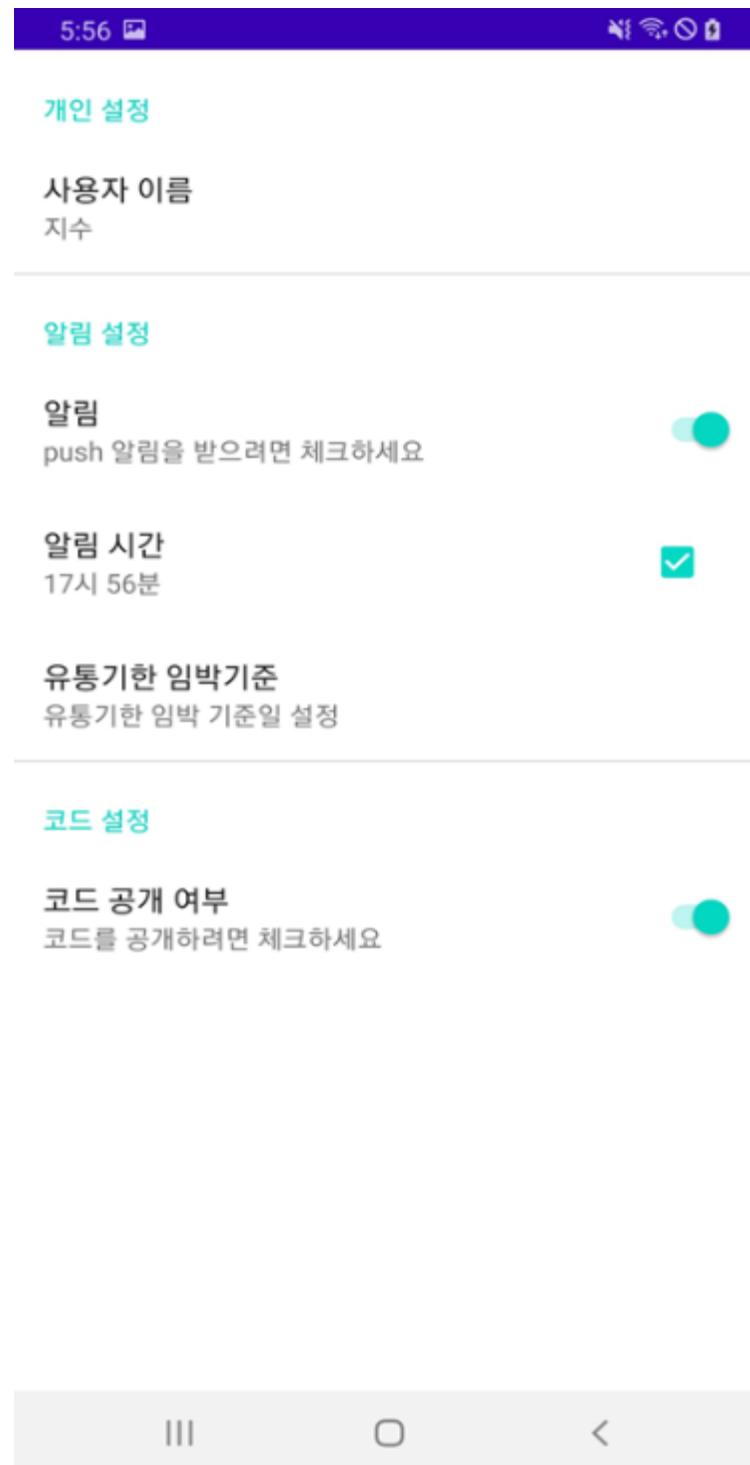 5:56
개인 설정
사용자 이름
지수
알림 설정
알림
push 알림을 받으려면 체크하세요
알림 시간
17시 56분
유통기한 임박기준
유통기한 임박 기준일 설정
코드 설정
코드 공개 여부
코드를 공개하려면 체크하세요